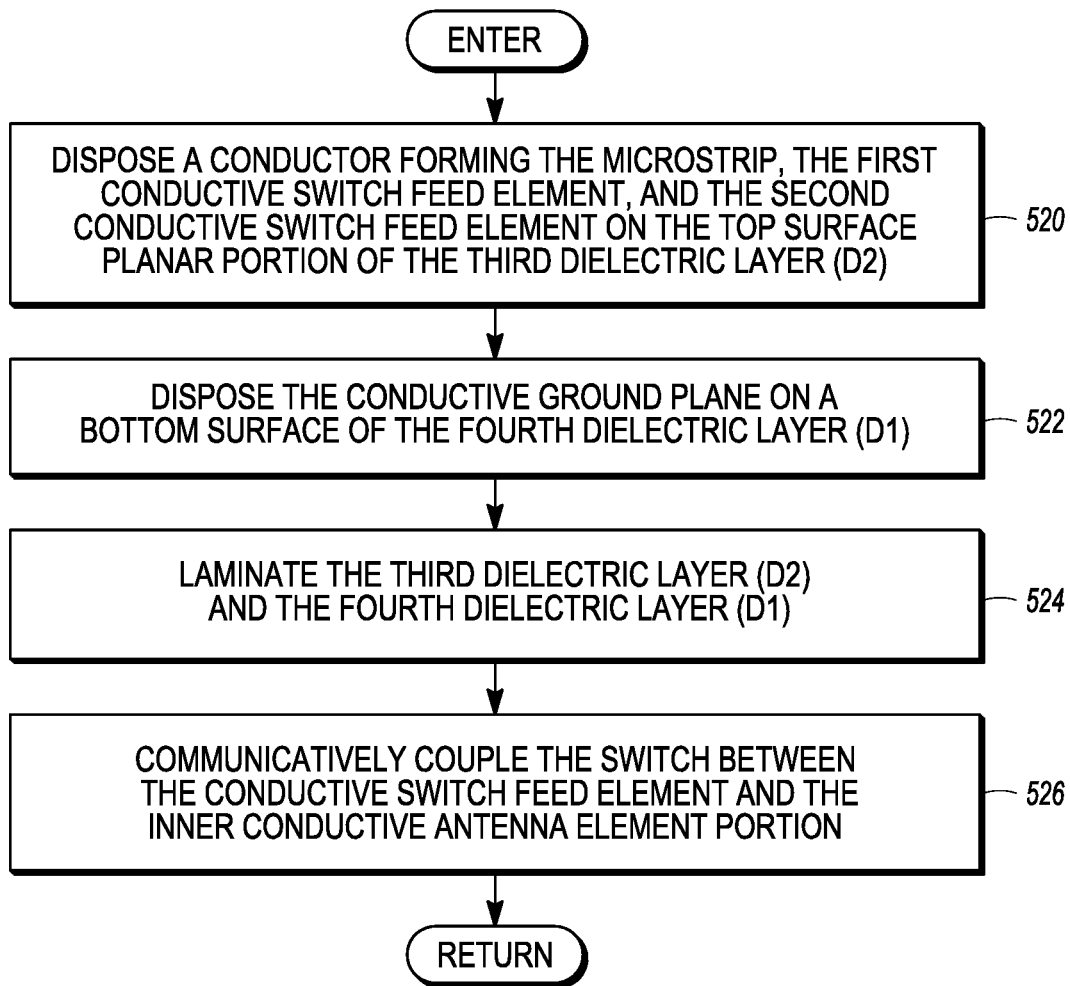 ENTER
DISPOSE A CONDUCTOR FORMING THE MICROSTRIP, THE FIRST
CONDUCTIVE SWITCH FEED ELEMENT, AND THE SECOND
CONDUCTIVE SWITCH FEED ELEMENT ON THE TOP SURFACE
PLANAR PORTION OF THE THIRD DIELECTRIC LAYER (D2)
520
DISPOSE THE CONDUCTIVE GROUND PLANE ON A
BOTTOM SURFACE OF THE FOURTH DIELECTRIC LAYER (D1)
522
LAMINATE THE THIRD DIELECTRIC LAYER (D2)
AND THE FOURTH DIELECTRIC LAYER (D1)
524
COMMUNICATIVELY COUPLE THE SWITCH BETWEEN
THE CONDUCTIVE SWITCH FEED ELEMENT AND THE
INNER CONDUCTIVE ANTENNA ELEMENT PORTION
526
RETURN